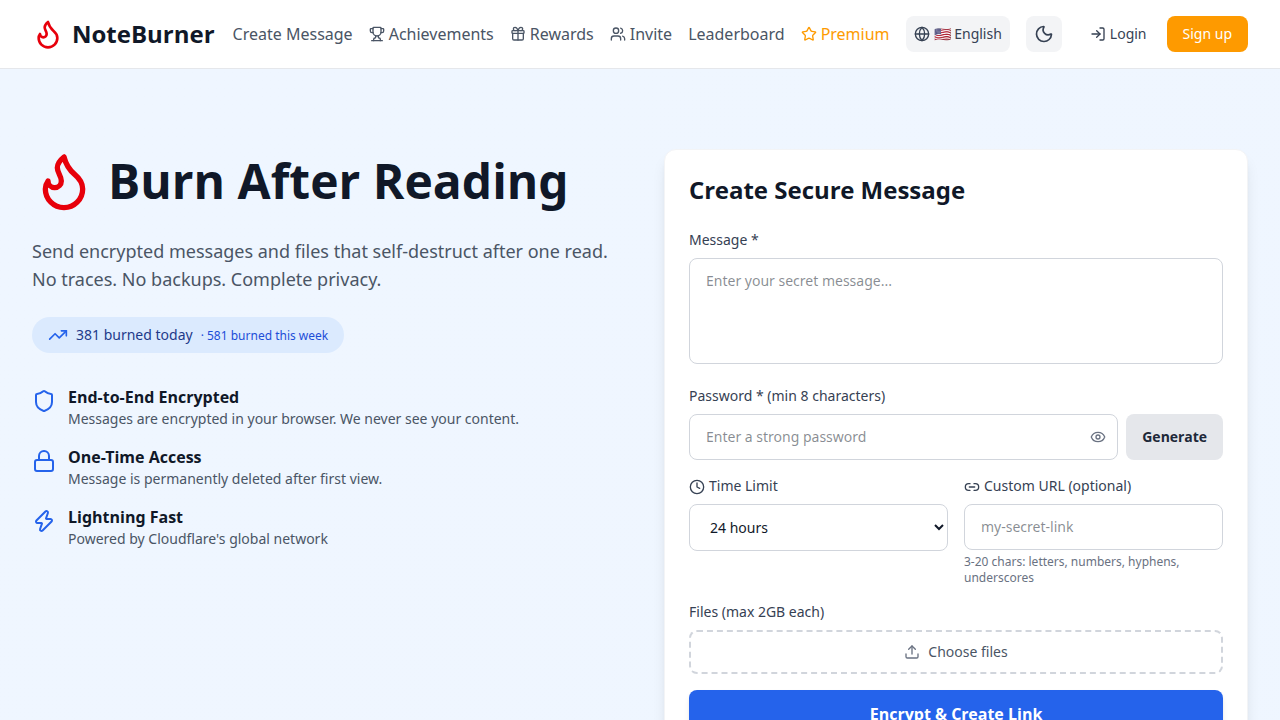 NoteBurner
Create Message
Achievements
Rewards
Invite
Leaderboard
Premium
English
Login
Sign up
Burn After Reading
Send encrypted messages and files that self-destruct after one read.
No traces. No backups. Complete privacy.
381 burned today · 581 burned this week
End-to-End Encrypted
Messages are encrypted in your browser. We never see your content.
One-Time Access
Message is permanently deleted after first view.
Lightning Fast
Powered by Cloudflare's global network
Create Secure Message
Message *
Enter your secret message...
Password * (min 8 characters)
Enter a strong password
Generate
Time Limit
24 hours
Custom URL (optional)
my-secret-link
3-20 chars: letters, numbers, hyphens,
underscores
Files (max 2GB each)
Choose files
Encrypt & Create Link